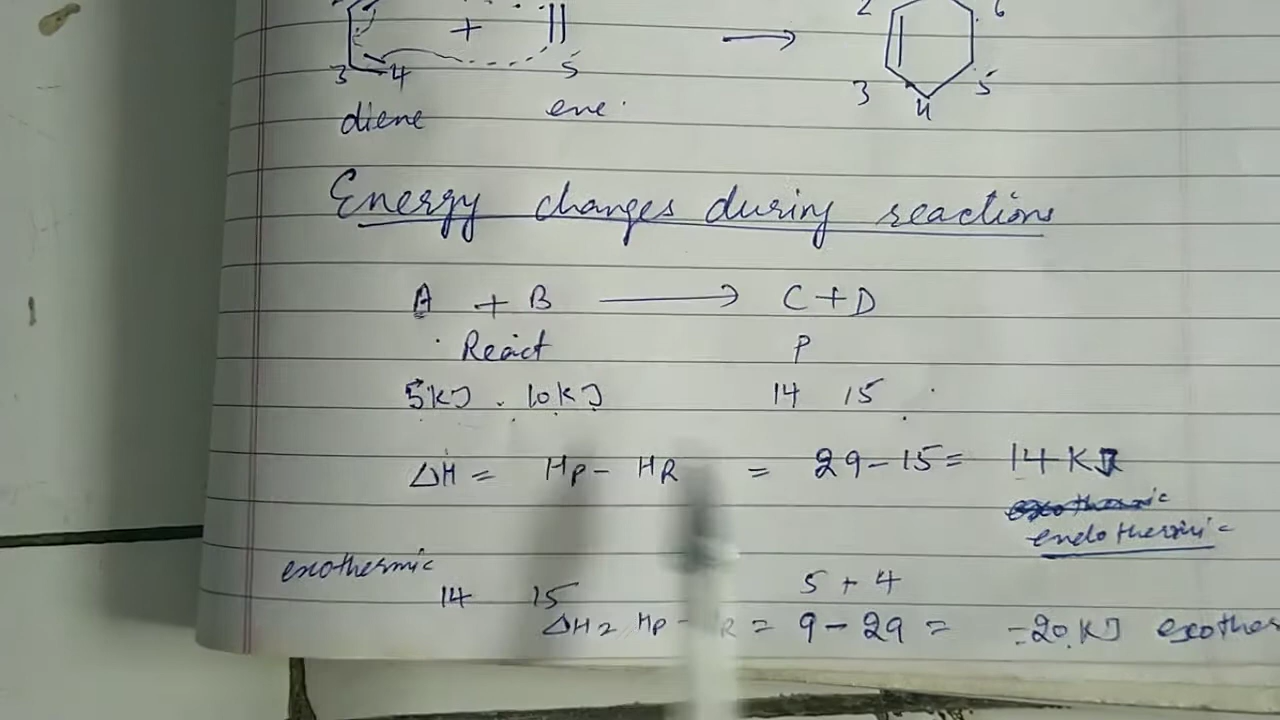 2 6
+
3 4 5 3 5
4
diene ene
Energy changes during reactions
A + B → C + D
React P
5KJ . 10KJ 14 15
ΔH = HP - HR = 29 - 15 = 14 KJ
endothermic
exothermic
5 + 4
14 15
ΔH = HP - R = 9 - 29 = -20 KJ exother